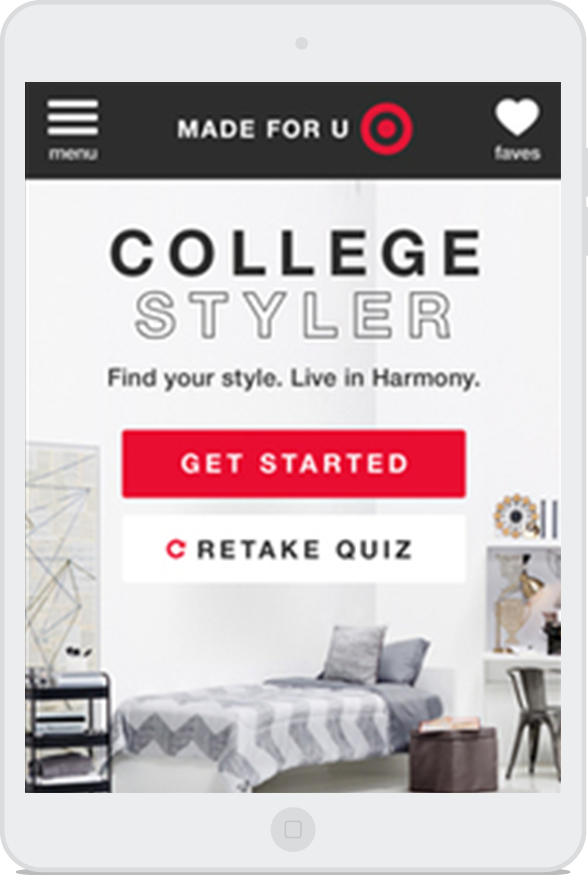 MADE FOR U
menu
faves
COLLEGE
STYLER
Find your style. Live in Harmony.
GET STARTED
RETAKE QUIZ